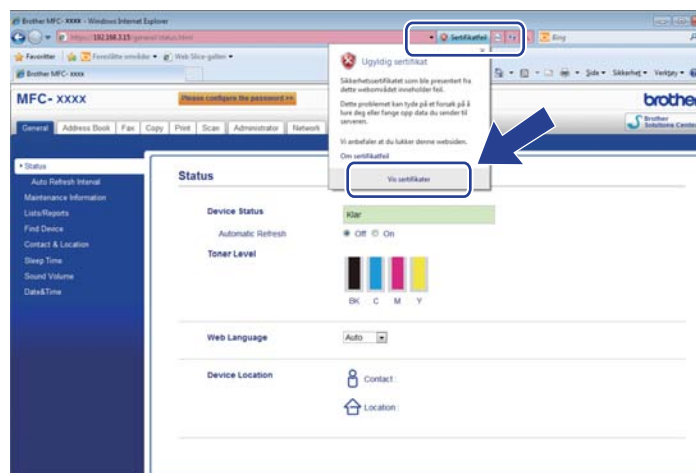 Brother MFC- XXXX - Windows Internet Explorer
https://192.168.3.15/general/status.html
Sertifikatfeil
Bing
Favoritter
Foreslåtte områder
Web Slice-galleri
Brother MFC- XXXX
Side
Sikkerhet
Verktøy
Ugyldig sertifikat
Sikkerhetssertifikatet som ble presentert fra
dette webområdet inneholder feil.
Dette problemet kan tyde på et forsøk på å
lure deg eller fange opp data du sender til
serveren.
Vi anbefaler at du lukker denne websiden.
Om sertifikatfeil
Vis sertifikater
MFC- XXXX
Please configure the password >>
brother
General
Address Book
Fax
Copy
Print
Scan
Administrator
Network
Brother
Solutions Center
Status
Auto Refresh Interval
Maintenance Information
Lists/Reports
Find Device
Contact & Location
Sleep Time
Sound Volume
Date&Time
Status
Device Status
Klar
Automatic Refresh
Off
On
Toner Level
BK
C
M
Y
Web Language
Auto
Device Location
Contact :
Location :